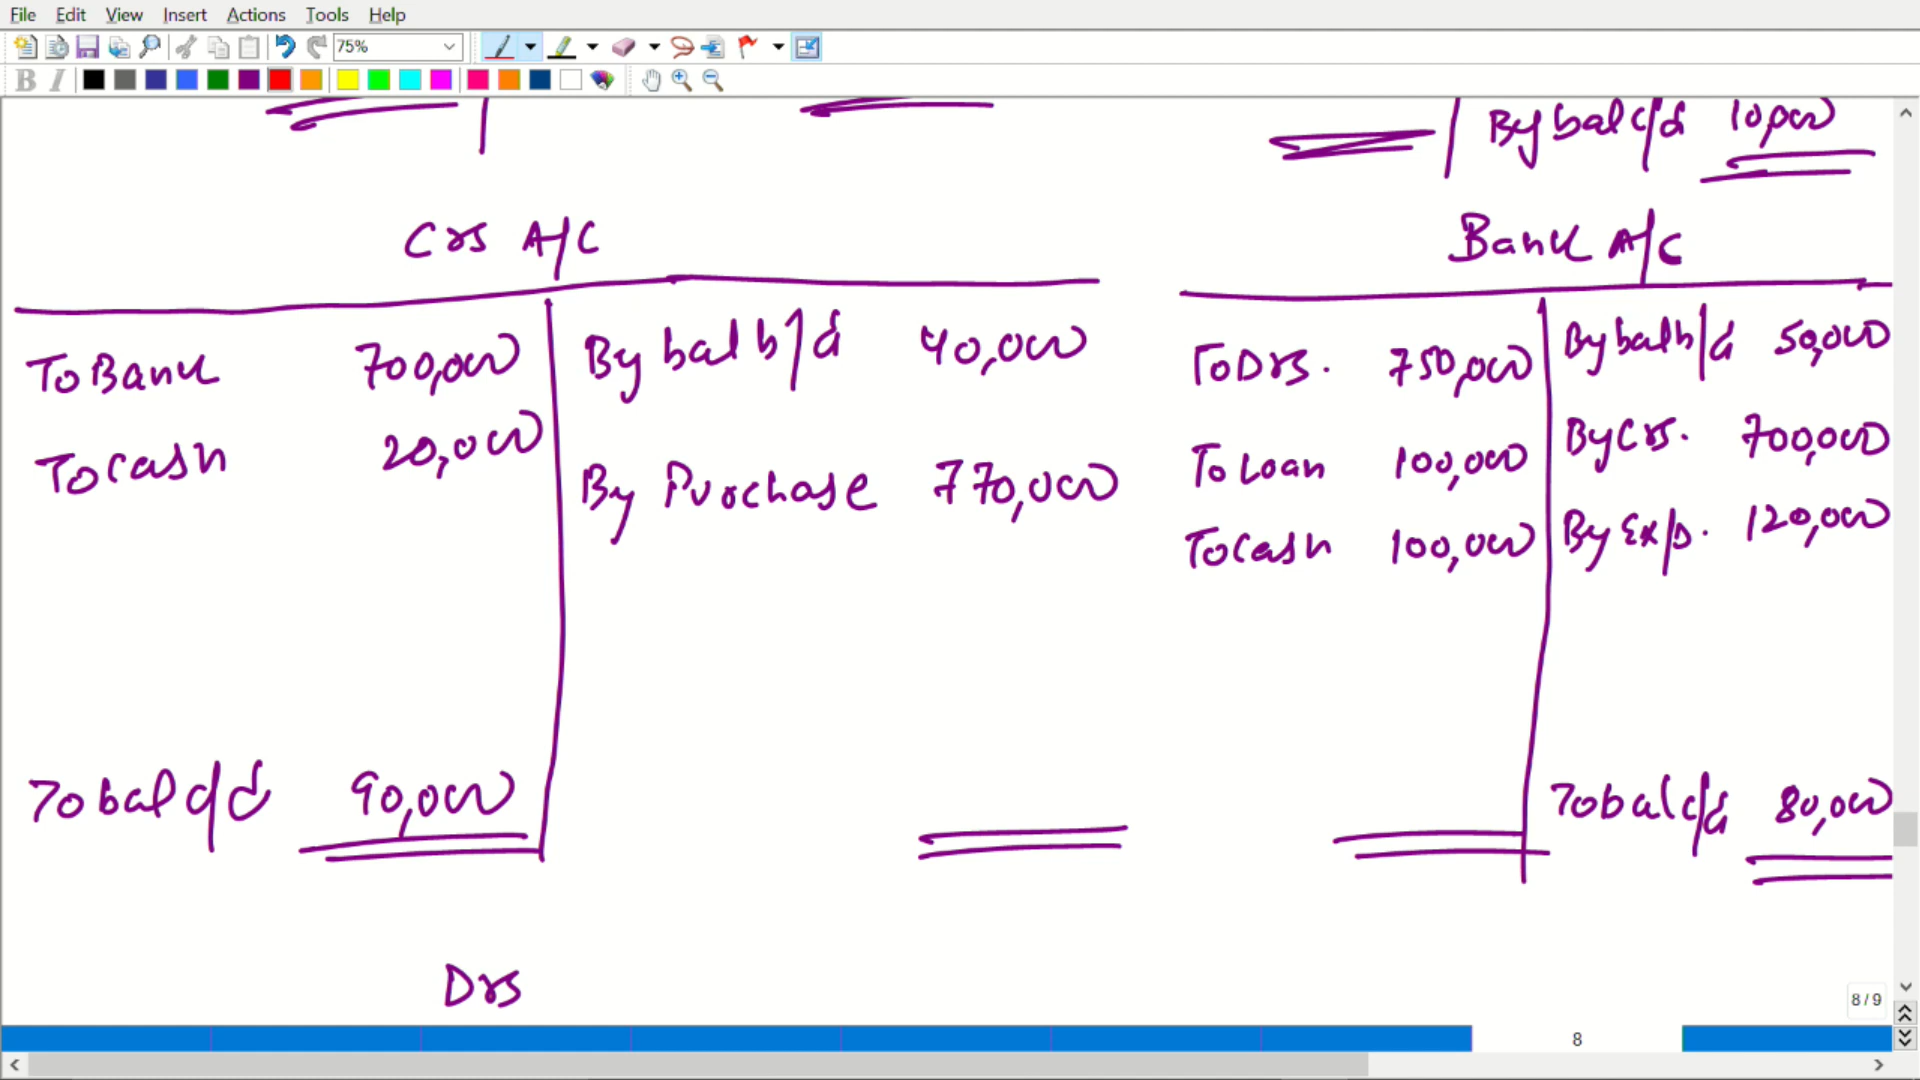 File Edit View Insert Actions Tools Help
75%
B I
By bal c/d 10,000
Crs A/C
To Bank 700,000 By bal b/d 40,000
To Cash 20,000
By Purchase 770,000
To bal c/d 90,000
Bank A/C
To Drs. 750,000 By bal b/d 50,000
To Loan 100,000 By Crs. 700,000
To Cash 100,000 By Exp. 120,000
To bal c/d 80,000
Drs
8 / 9
8